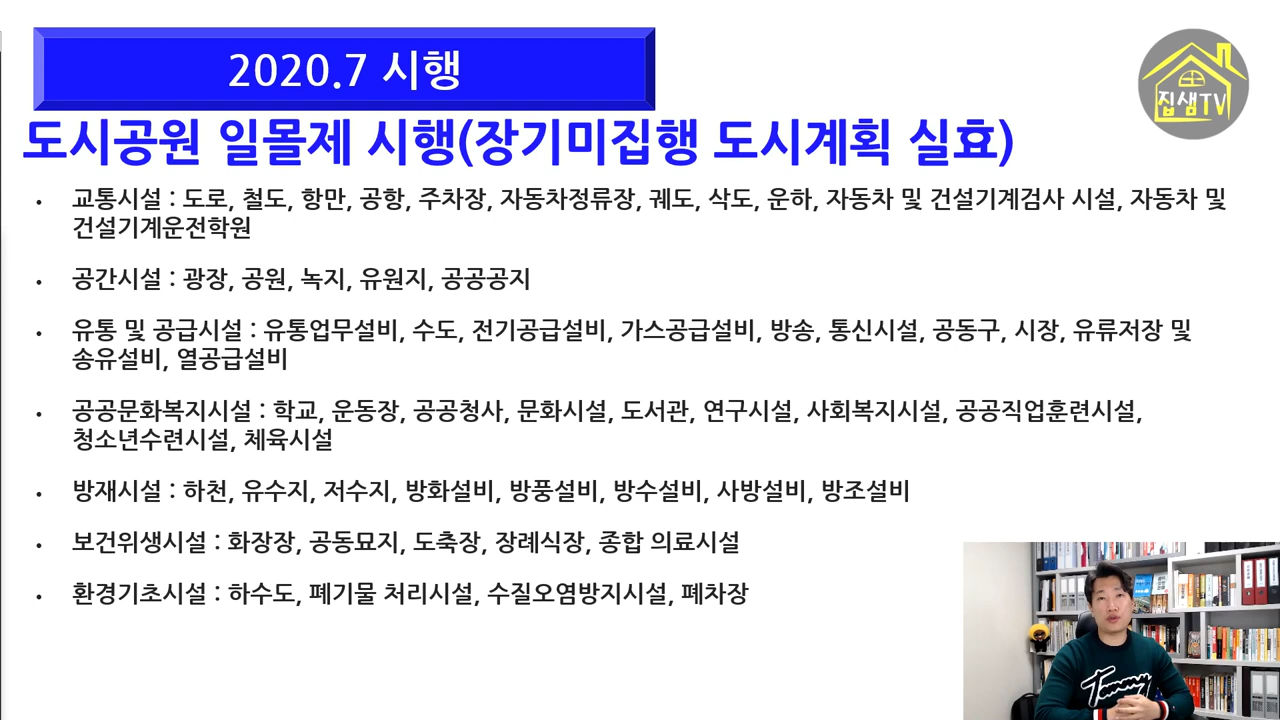 2020.7 시행
집샘TV
도시공원 일몰제 시행(장기미집행 도시계획 실효)
• 교통시설 : 도로, 철도, 항만, 공항, 주차장, 자동차정류장, 궤도, 삭도, 운하, 자동차 및 건설기계검사 시설, 자동차 및
건설기계운전학원
• 공간시설 : 광장, 공원, 녹지, 유원지, 공공공지
• 유통 및 공급시설 : 유통업무설비, 수도, 전기공급설비, 가스공급설비, 방송, 통신시설, 공동구, 시장, 유류저장 및
송유설비, 열공급설비
• 공공문화복지시설 : 학교, 운동장, 공공청사, 문화시설, 도서관, 연구시설, 사회복지시설, 공공직업훈련시설,
청소년수련시설, 체육시설
• 방재시설 : 하천, 유수지, 저수지, 방화설비, 방풍설비, 방수설비, 사방설비, 방조설비
• 보건위생시설 : 화장장, 공동묘지, 도축장, 장례식장, 종합 의료시설
• 환경기초시설 : 하수도, 폐기물 처리시설, 수질오염방지시설, 폐차장
Tommy